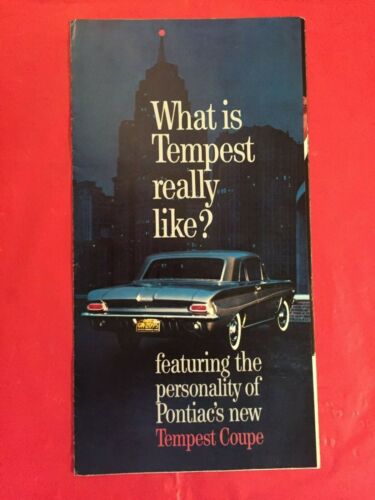 What is
Tempest
really
like?
featuring the
personality of
Pontiac's new
Tempest Coupe